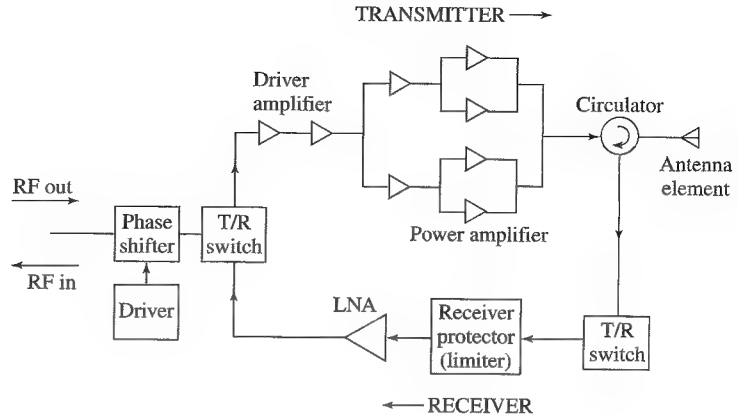 TRANSMITTER
Driver
amplifier
Circulator
Antenna
element
RF out
Phase
shifter
T/R
switch
Power amplifier
RF in
Driver
LNA
Receiver
protector
(limiter)
T/R
switch
RECEIVER